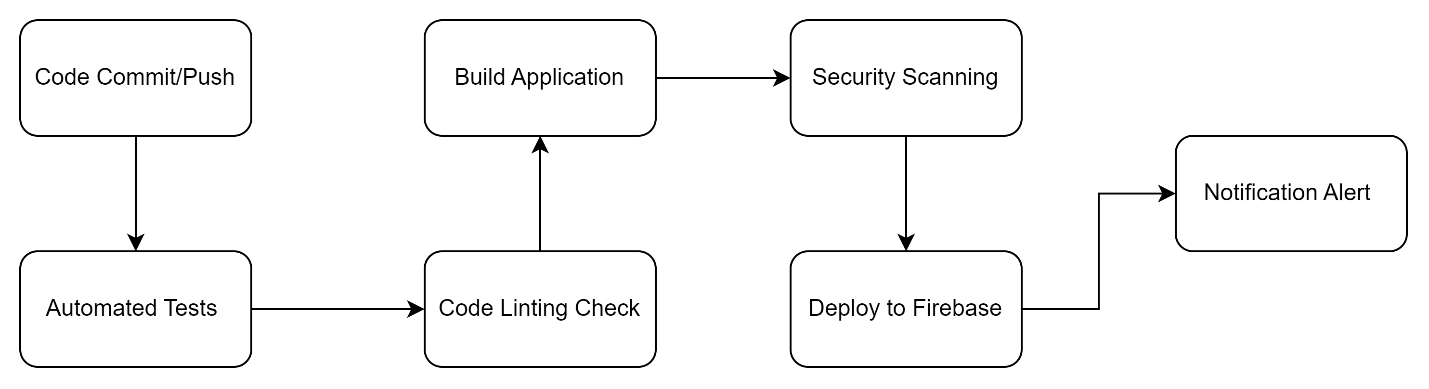 Code Commit/Push
Automated Tests
Code Linting Check
Build Application
Security Scanning
Deploy to Firebase
Notification Alert